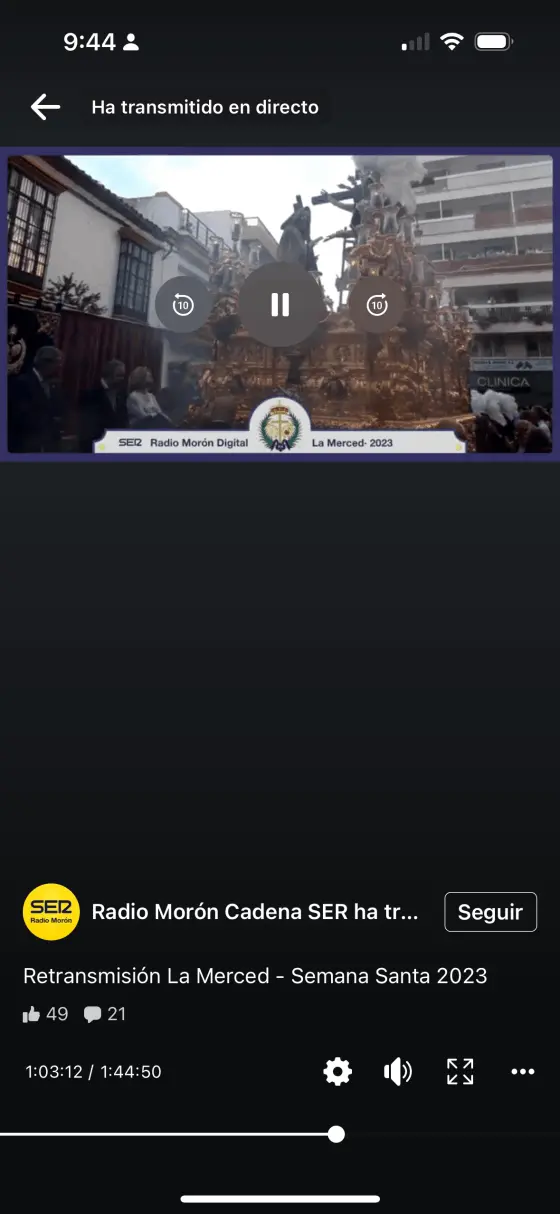 9:44
Ha transmitido en directo
10
10
CLINICA
SER Radio Morón Digital
La Merced- 2023
SER
Radio Morón
Radio Morón Cadena SER ha tr...
Seguir
Retransmisión La Merced - Semana Santa 2023
49 21
1:03:12 / 1:44:50